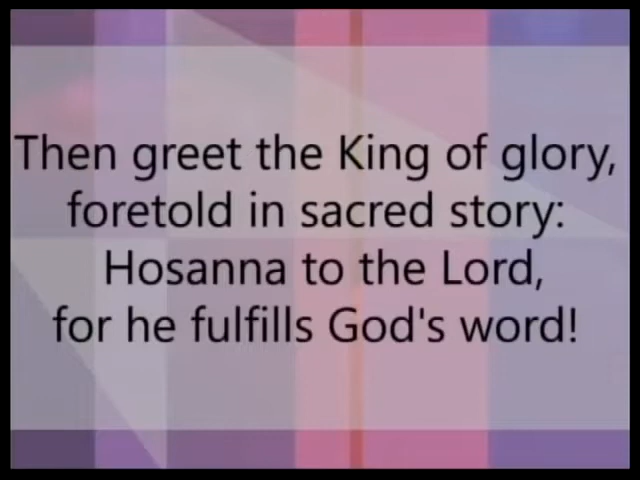 Then greet the King of glory,
foretold in sacred story:
Hosanna to the Lord,
for he fulfills God's word!